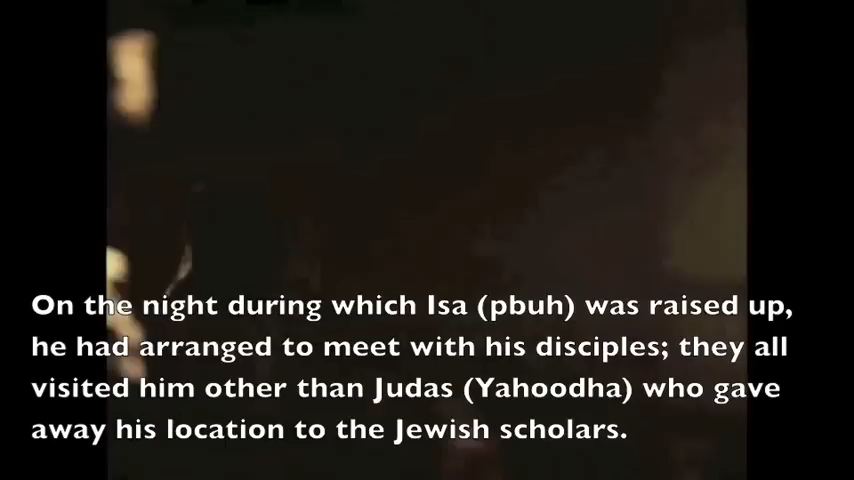 On the night during which Isa (pbuh) was raised up,
he had arranged to meet with his disciples; they all
visited him other than Judas (Yahoodha) who gave
away his location to the Jewish scholars.